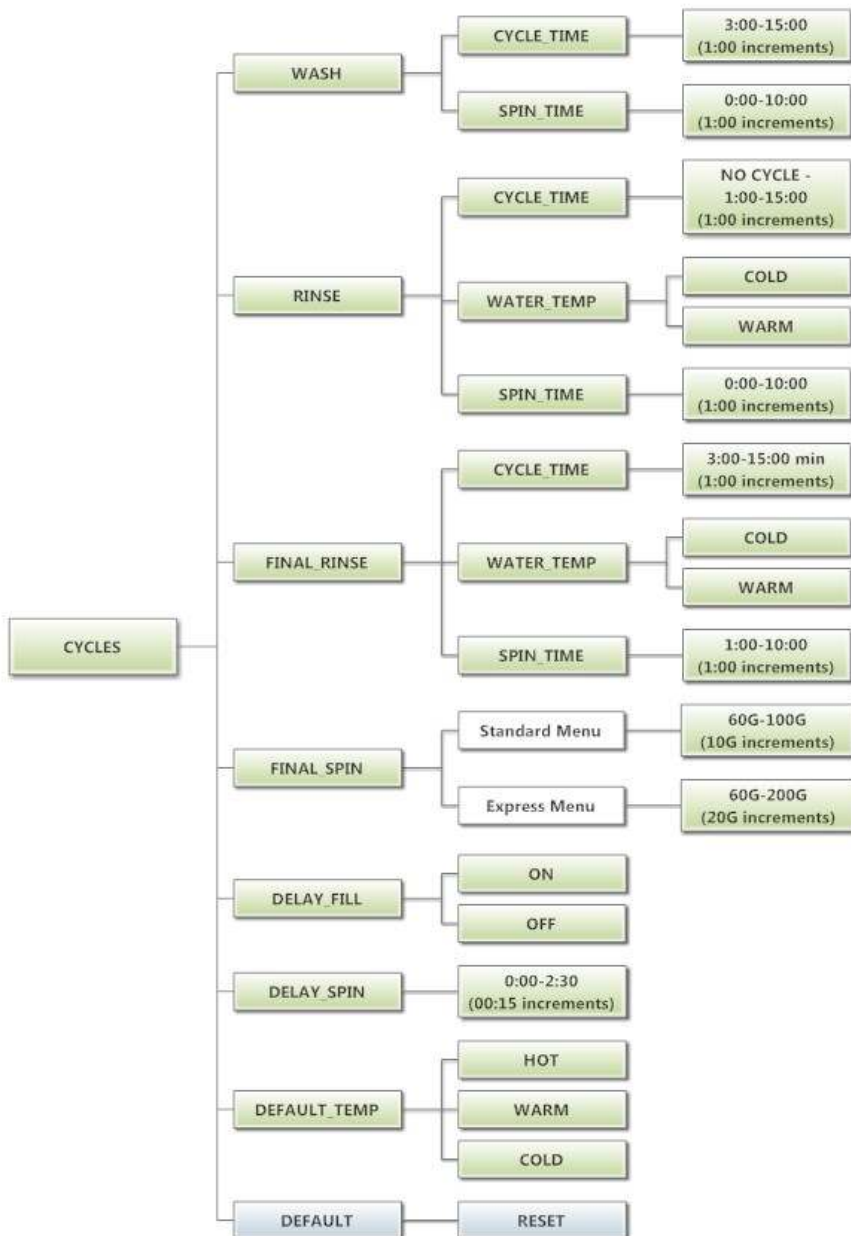 CYCLES
WASH
CYCLE_TIME
3:00-15:00
(1:00 increments)
SPIN_TIME
0:00-10:00
(1:00 increments)
RINSE
CYCLE_TIME
NO CYCLE -
1:00-15:00
(1:00 increments)
WATER_TEMP
COLD
WARM
SPIN_TIME
0:00-10:00
(1:00 increments)
FINAL_RINSE
CYCLE_TIME
3:00-15:00 min
(1:00 increments)
WATER_TEMP
COLD
WARM
SPIN_TIME
1:00-10:00
(1:00 increments)
FINAL_SPIN
Standard Menu
60G-100G
(10G increments)
Express Menu
60G-200G
(20G increments)
DELAY_FILL
ON
OFF
DELAY_SPIN
0:00-2:30
(00:15 increments)
DEFAULT_TEMP
HOT
WARM
COLD
DEFAULT
RESET